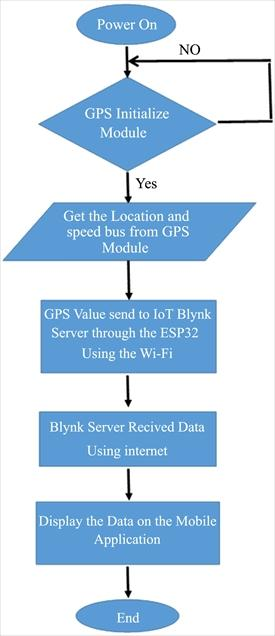 Power On
NO
GPS Initialize
Module
Yes
Get the Location and
speed bus from GPS
Module
GPS Value send to IoT Blynk
Server through the ESP32
Using the Wi-Fi
Blynk Server Recived Data
Using internet
Display the Data on the Mobile
Application
End